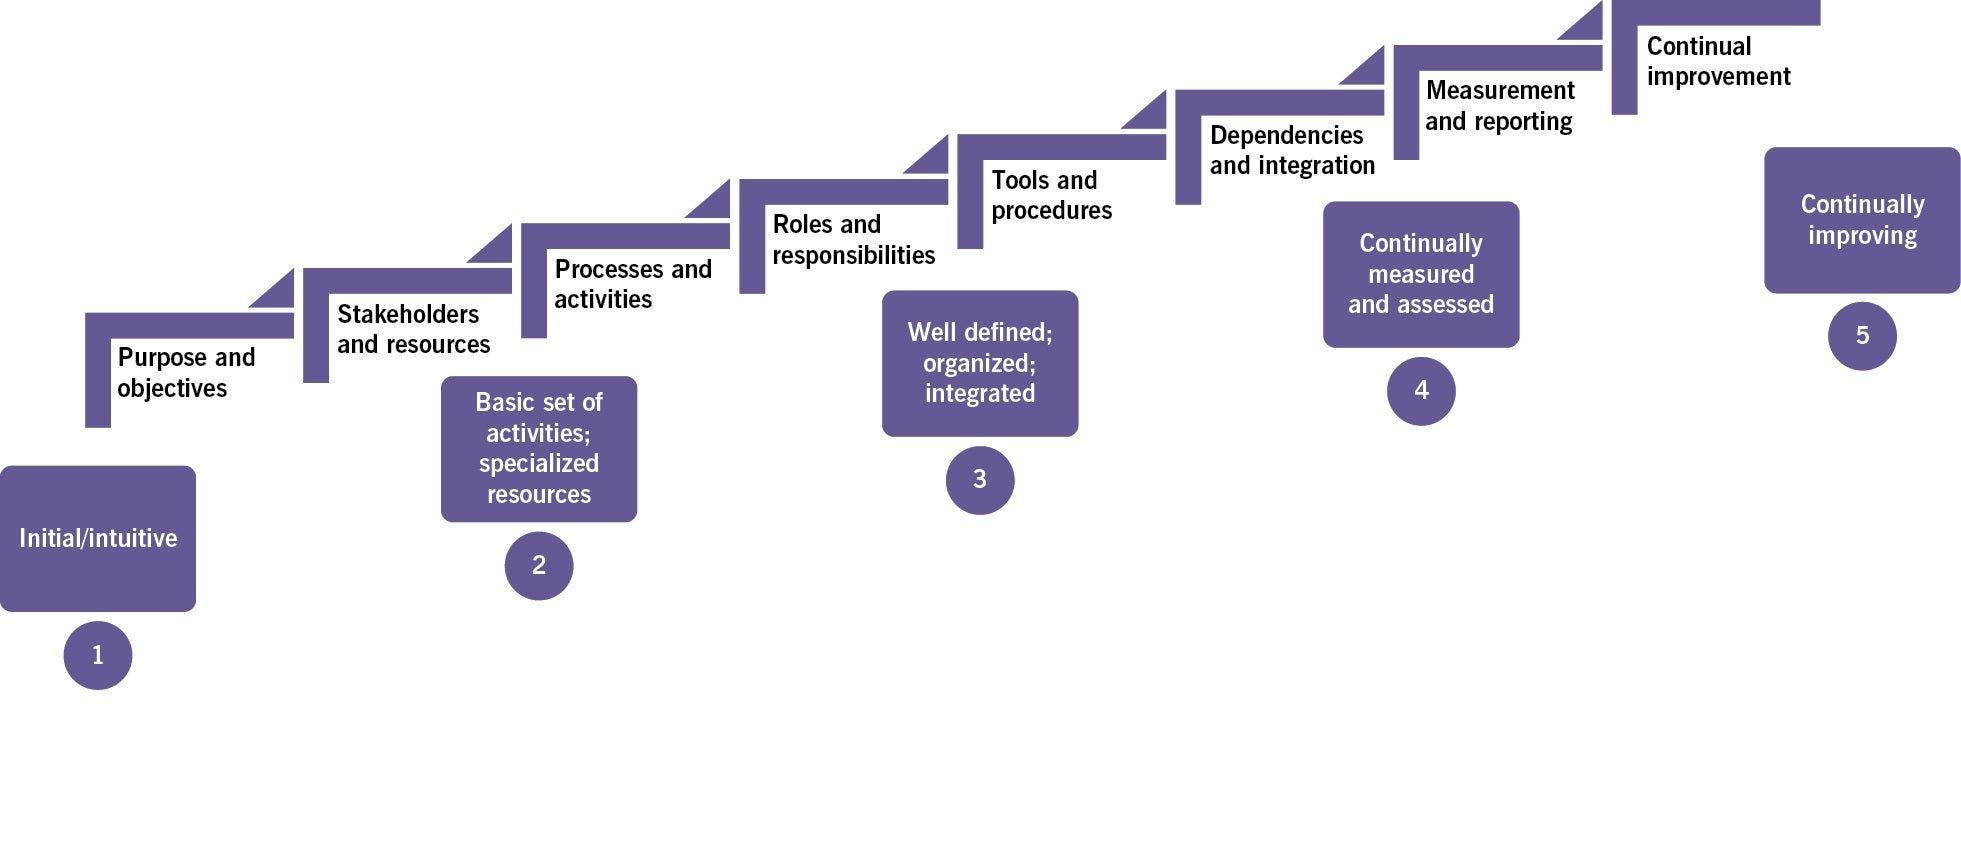 Purpose and
objectives
Stakeholders
and resources
Processes and
activities
Roles and
responsibilities
Tools and
procedures
Dependencies
and integration
Measurement
and reporting
Continual
improvement
Initial/intuitive
1
Basic set of
activities;
specialized
resources
2
Well defined;
organized;
integrated
3
Continually
measured
and assessed
4
Continually
improving
5